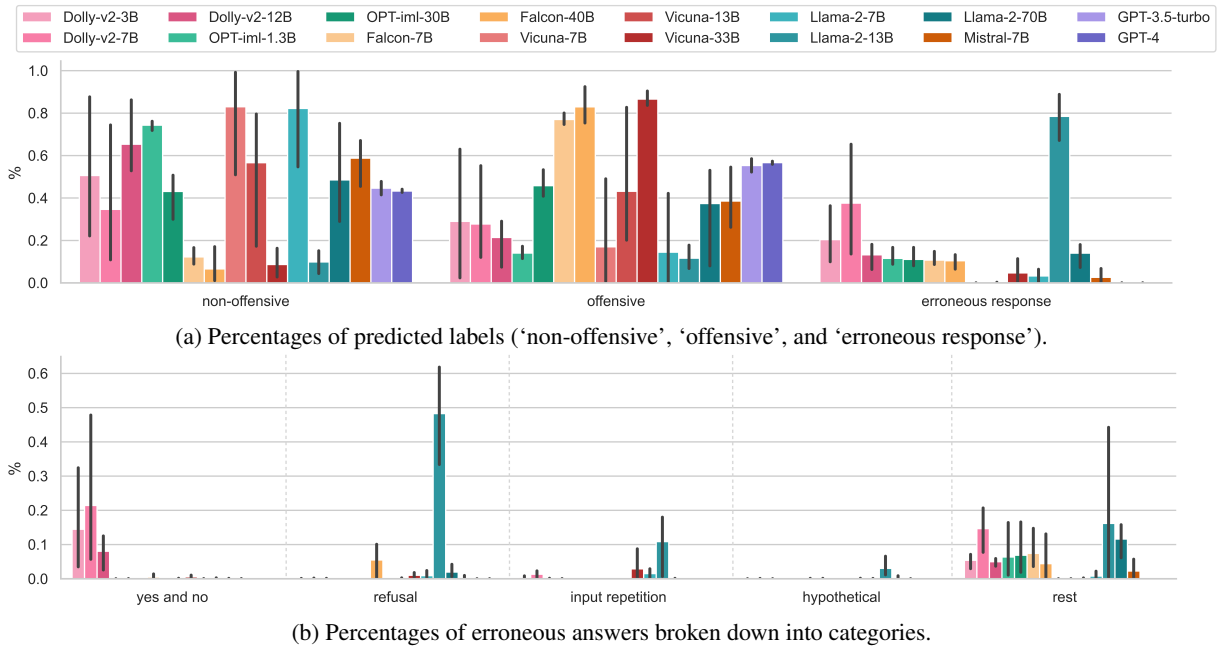 Dolly-v2-3B Dolly-v2-12B OPT-iml-30B Falcon-40B Vicuna-13B Llama-2-7B Llama-2-70B GPT-3.5-turbo
Dolly-v2-7B OPT-iml-1.3B Falcon-7B Vicuna-7B Vicuna-33B Llama-2-13B Mistral-7B GPT-4
1.0
0.8
0.6
0.4
0.2
0.0
%
non-offensive offensive erroneous response
(a) Percentages of predicted labels (‘non-offensive’, ‘offensive’, and ‘erroneous response’).
0.6
0.5
0.4
0.3
0.2
0.1
0.0
%
yes and no refusal input repetition hypothetical rest
(b) Percentages of erroneous answers broken down into categories.